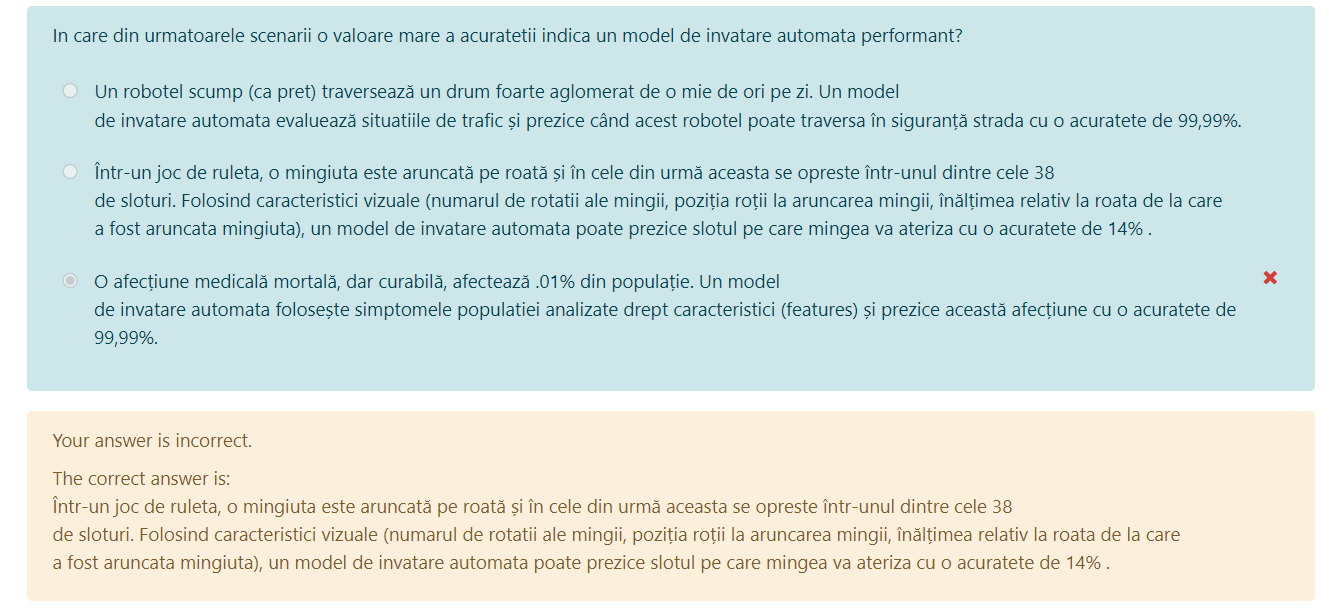 In care din urmatoarele scenarii o valoare mare a acuratetii indica un model de invatare automata performant?
Un robotel scump (ca pret) traversează un drum foarte aglomerat de o mie de ori pe zi. Un model
de invatare automata evaluează situatiile de trafic și prezice când acest robotel poate traversa în siguranță strada cu o acuratete de 99,99%.
Într-un joc de ruleta, o mingiuta este aruncată pe roată și în cele din urmă aceasta se opreste într-unul dintre cele 38
de sloturi. Folosind caracteristici vizuale (numarul de rotatii ale mingii, poziția roții la aruncarea mingii, înălțimea relativ la roata de la care
a fost aruncata mingiuta), un model de invatare automata poate prezice slotul pe care mingea va ateriza cu o acuratete de 14% .
O afecțiune medicală mortală, dar curabilă, afectează .01% din populație. Un model
de invatare automata folosește simptomele populatiei analizate drept caracteristici (features) și prezice această afecțiune cu o acuratete de
99,99%.
Your answer is incorrect.
The correct answer is:
Într-un joc de ruleta, o mingiuta este aruncată pe roată și în cele din urmă aceasta se opreste într-unul dintre cele 38
de sloturi. Folosind caracteristici vizuale (numarul de rotatii ale mingii, poziția roții la aruncarea mingii, înălțimea relativ la roata de la care
a fost aruncata mingiuta), un model de invatare automata poate prezice slotul pe care mingea va ateriza cu o acuratete de 14% .